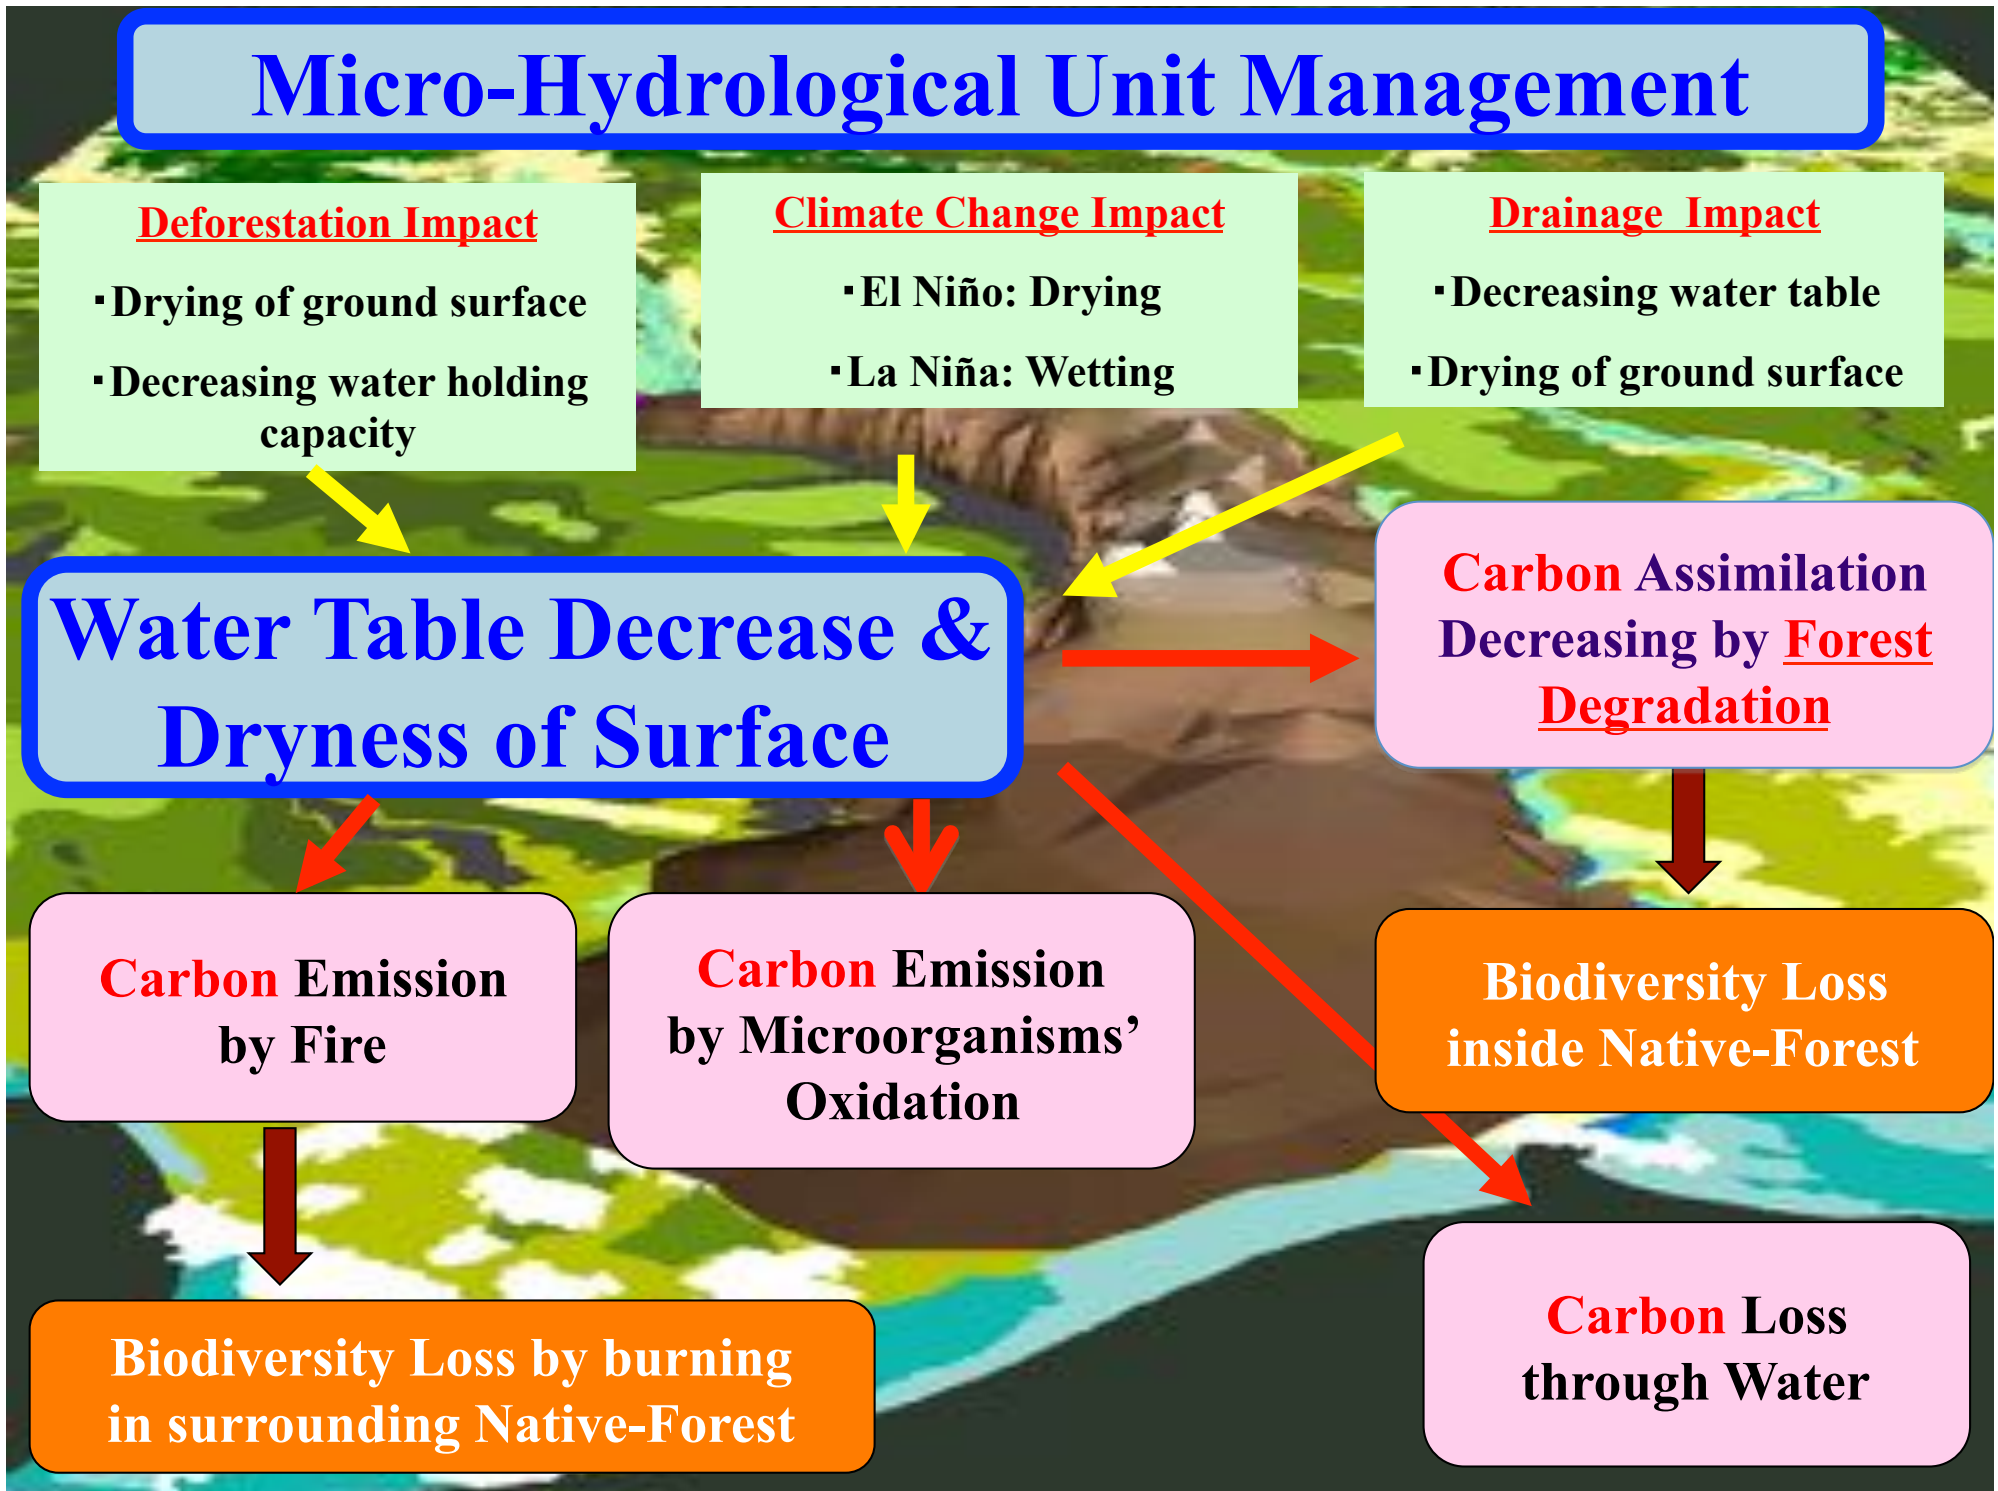 Micro-Hydrological Unit Management
Deforestation Impact
・Drying of ground surface
・Decreasing water holding
capacity
Climate Change Impact
・El Niño: Drying
・La Niña: Wetting
Drainage  Impact
・Decreasing water table
・Drying of ground surface
Water Table Decrease &
Dryness of Surface
Carbon Assimilation
Decreasing by Forest
Degradation
Carbon Emission
by Fire
Carbon Emission
by Microorganisms’
Oxidation
Biodiversity Loss
inside Native-Forest
Biodiversity Loss by burning
in surrounding Native-Forest
Carbon Loss
through Water